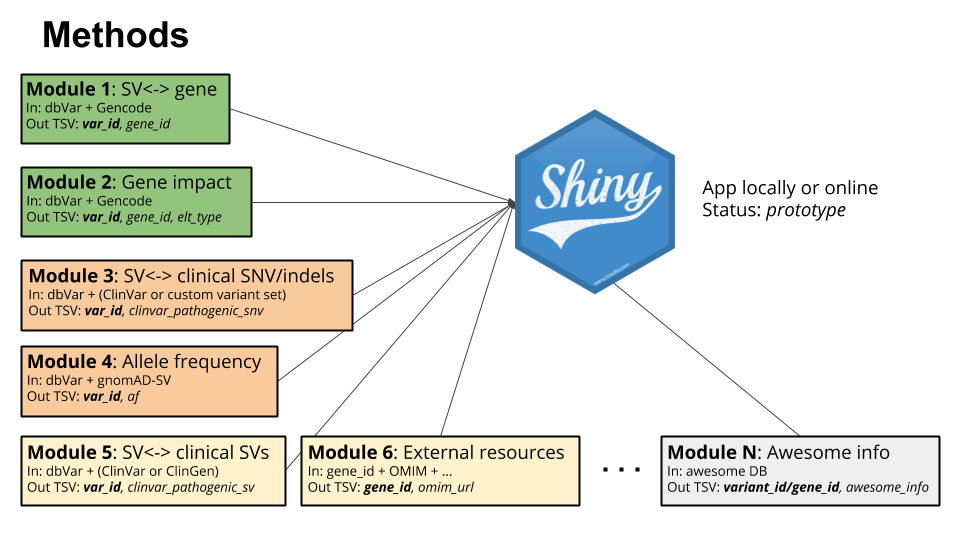 Methods
Module 1: SV<-> gene
In: dbVar + Gencode
Out TSV: var_id, gene_id
Module 2: Gene impact
In: dbVar + Gencode
Out TSV: var_id, gene_id, elt_type
Shiny
www.rstudio.com
App locally or online
Status: prototype
Module 3: SV<-> clinical SNV/indels
In: dbVar + (ClinVar or custom variant set)
Out TSV: var_id, clinvar_pathogenic_snv
Module 4: Allele frequency
In: dbVar + gnomAD-SV
Out TSV: var_id, af
Module 5: SV<-> clinical SVs
In: dbVar + (ClinVar or ClinGen)
Out TSV: var_id, clinvar_pathogenic_sv
Module 6: External resources
In: gene_id + OMIM + ...
Out TSV: gene_id, omim_url
. . .
Module N: Awesome info
In: awesome DB
Out TSV: variant_id/gene_id, awesome_info